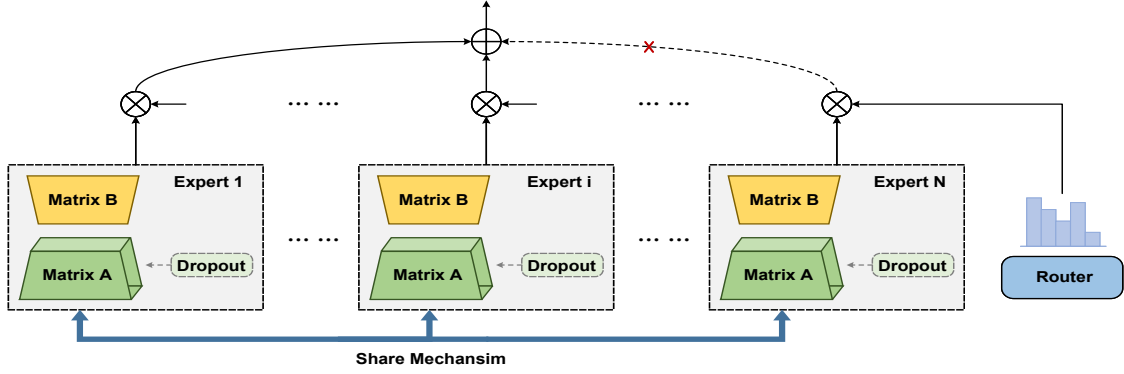 ... ...
... ...
Expert 1
Expert i
Expert N
Matrix B
Matrix B
Matrix B
... ...
... ...
Matrix A
Dropout
Matrix A
Dropout
Matrix A
Dropout
Router
Share Mechansim